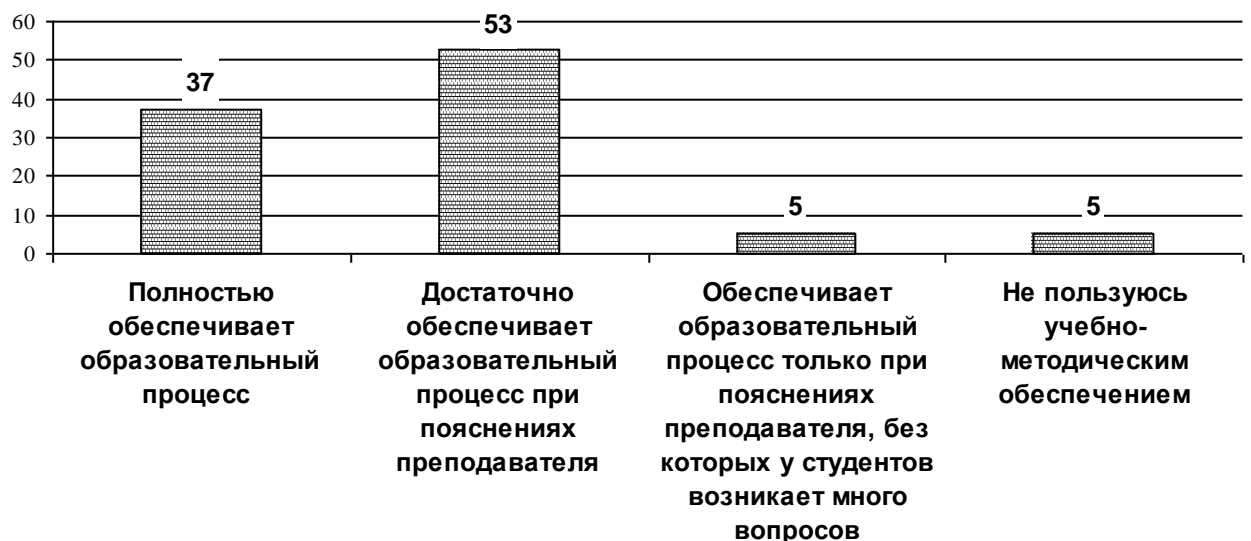 60
50
40
30
20
10
0
37
53
5
5
Полностью
обеспечивает
образовательный
процесс
Достаточно
обеспечивает
образовательный
процесс при
пояснениях
преподавателя
Обеспечивает
образовательный
процесс только при
пояснениях
преподавателя, без
которых у студентов
возникает много
вопросов
Не пользуюсь
учебно-
методическим
обеспечением